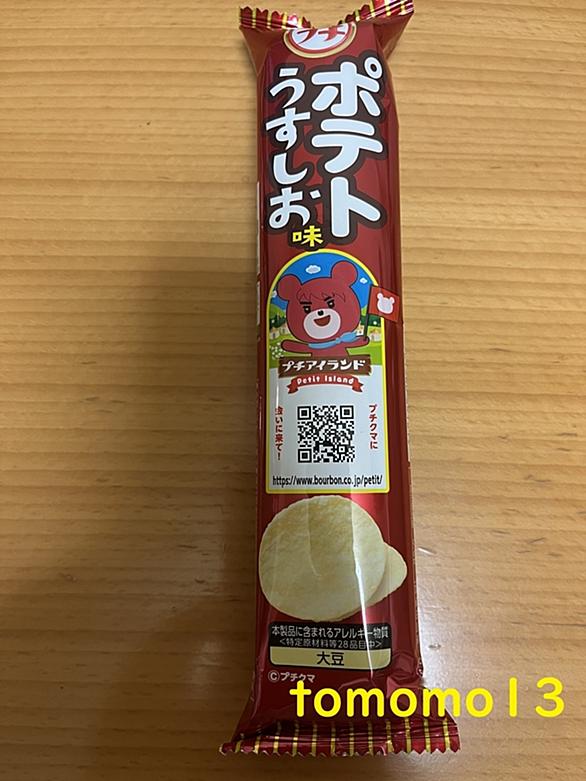 プチ
ポテト
うすしお味
プチアイランド
Petit Island
プチクマに
会いに来て!
https://www.bourbon.co.jp/petit/
本製品に含まれるアレルギー物質
<特定原材料等28品目中>
大豆
©プチクマ
tomomo13